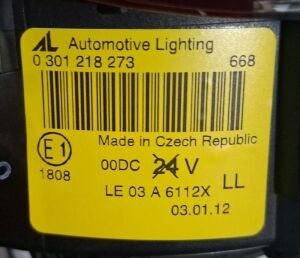 AL Automotive Lighting
0 301 218 273 668
Made in Czech Republic
E1 00DC 24 V
1808
LE 03 A 6112X LL
03.01.12